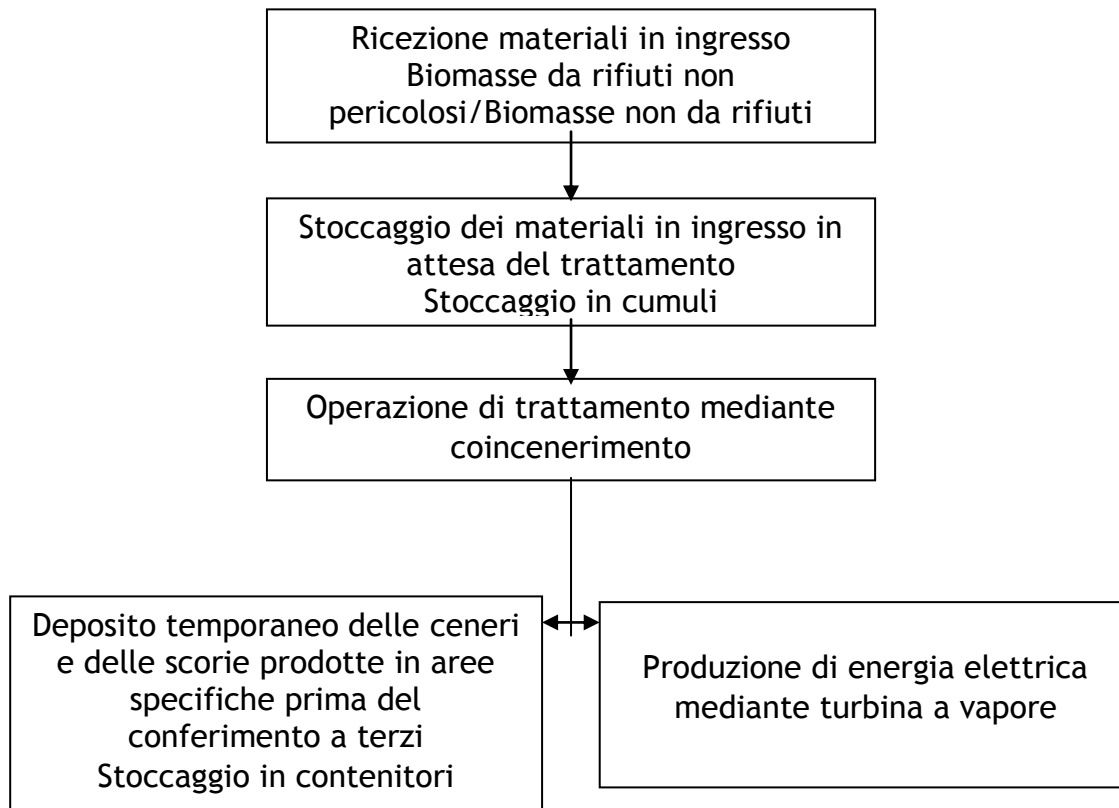 Ricezione materiali in ingresso
Biomasse da rifiuti non
pericolosi/Biomasse non da rifiuti
Stoccaggio dei materiali in ingresso in
attesa del trattamento
Stoccaggio in cumuli
Operazione di trattamento mediante
coincenerimento
Deposito temporaneo delle ceneri
e delle scorie prodotte in aree
specifiche prima del
conferimento a terzi
Stoccaggio in contenitori
Produzione di energia elettrica
mediante turbina a vapore